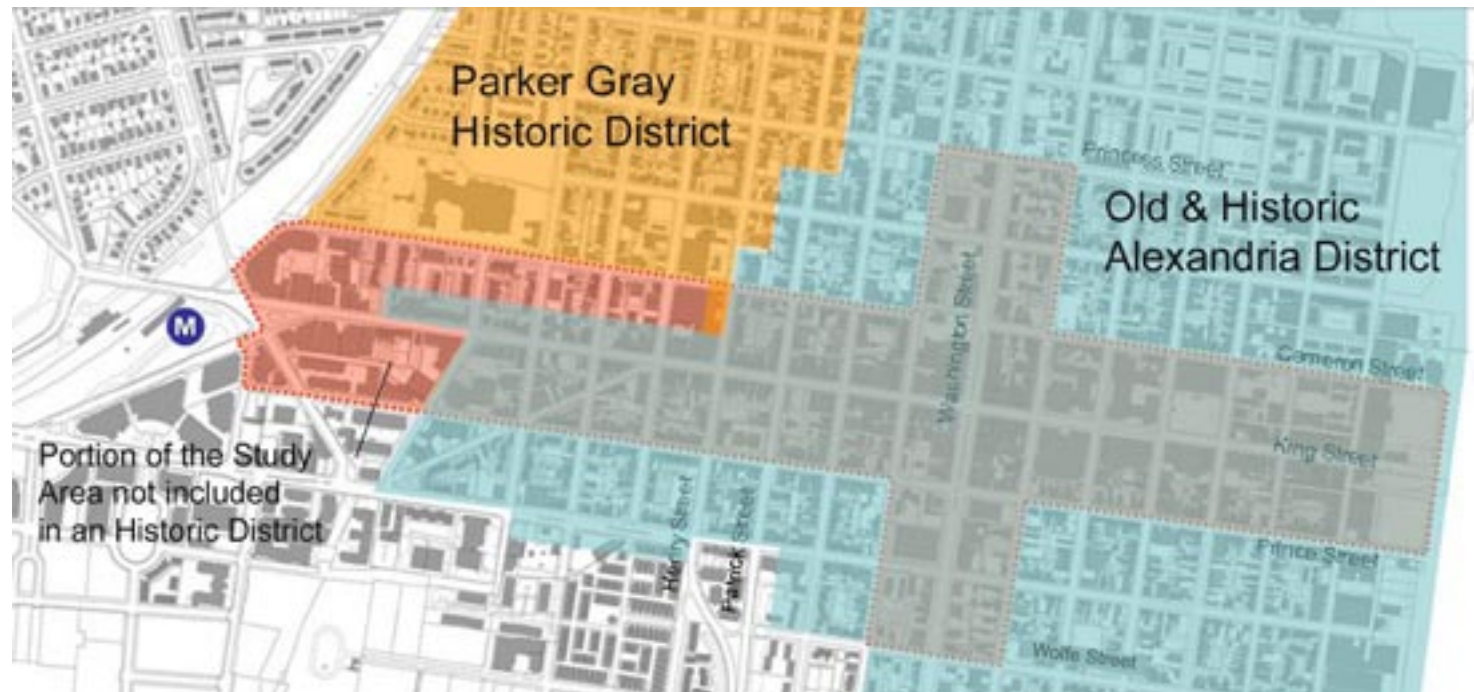 Parker Gray
Historic District
Princess Street
Old & Historic
Alexandria District
Washington Street
Cameron Street
M
King Street
Portion of the Study
Area not included
in an Historic District
Henry Street
Patrick Street
Prince Street
Wolfe Street